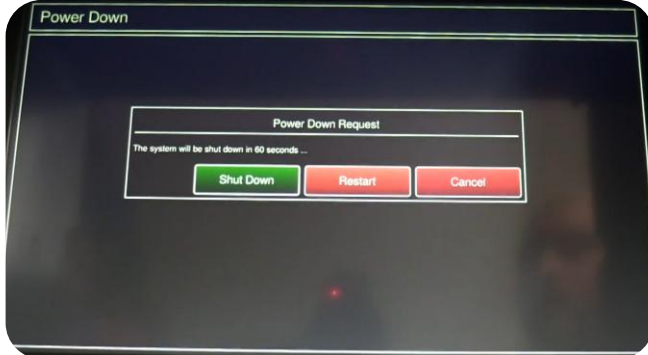 Power Down
Power Down Request
The system will be shut down in 60 seconds ...
Shut Down Restart Cancel